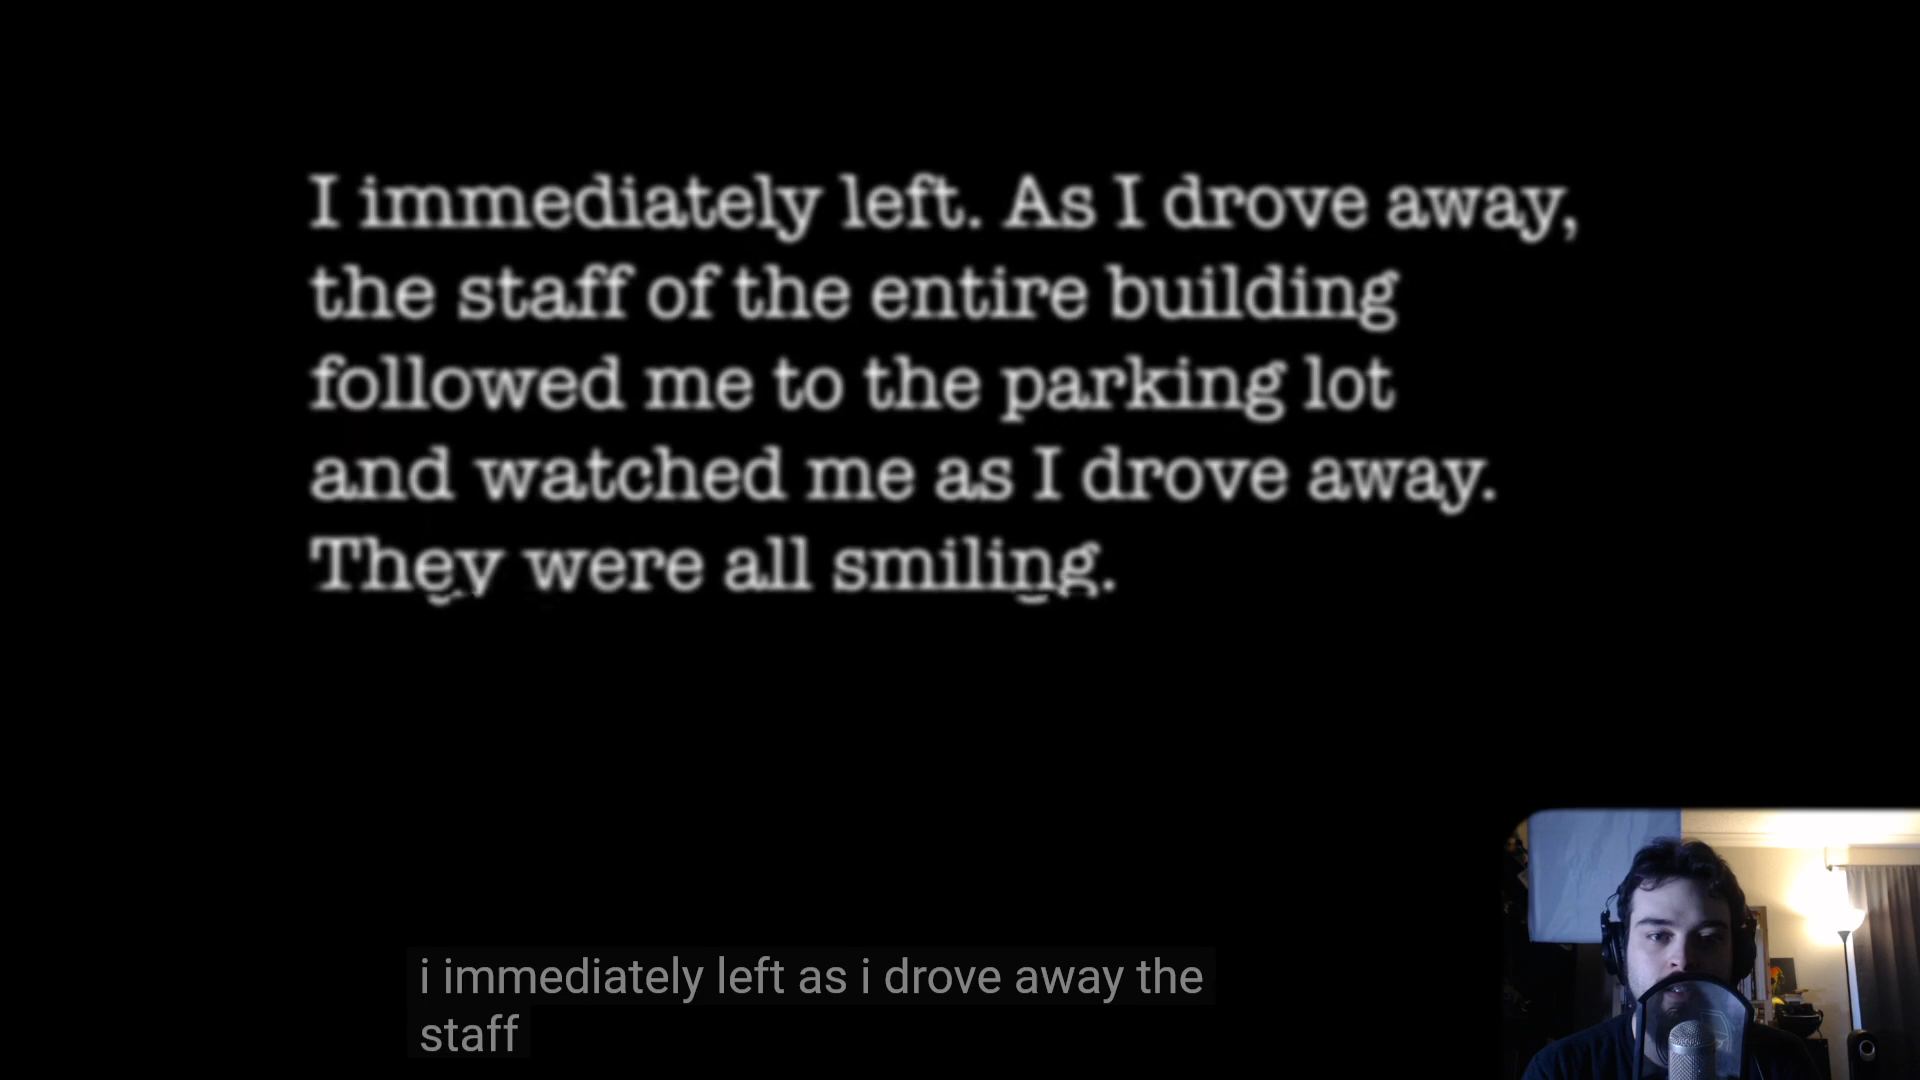 I immediately left. As I drove away,
the staff of the entire building
followed me to the parking lot
and watched me as I drove away.
They were all smiling.
i immediately left as i drove away the
staff